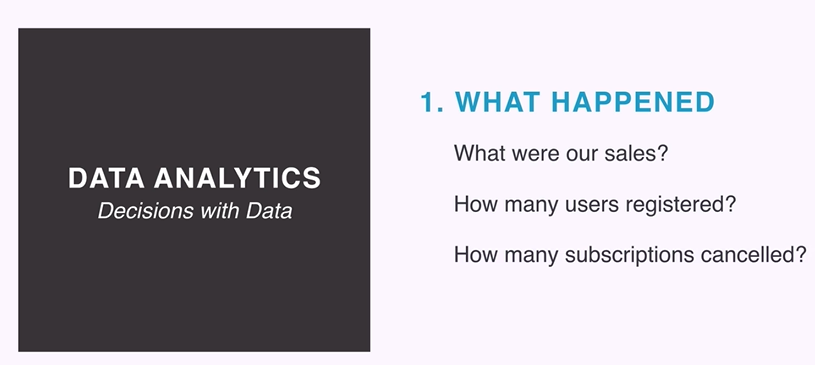 DATA ANALYTICS
Decisions with Data
1. WHAT HAPPENED
What were our sales?
How many users registered?
How many subscriptions cancelled?